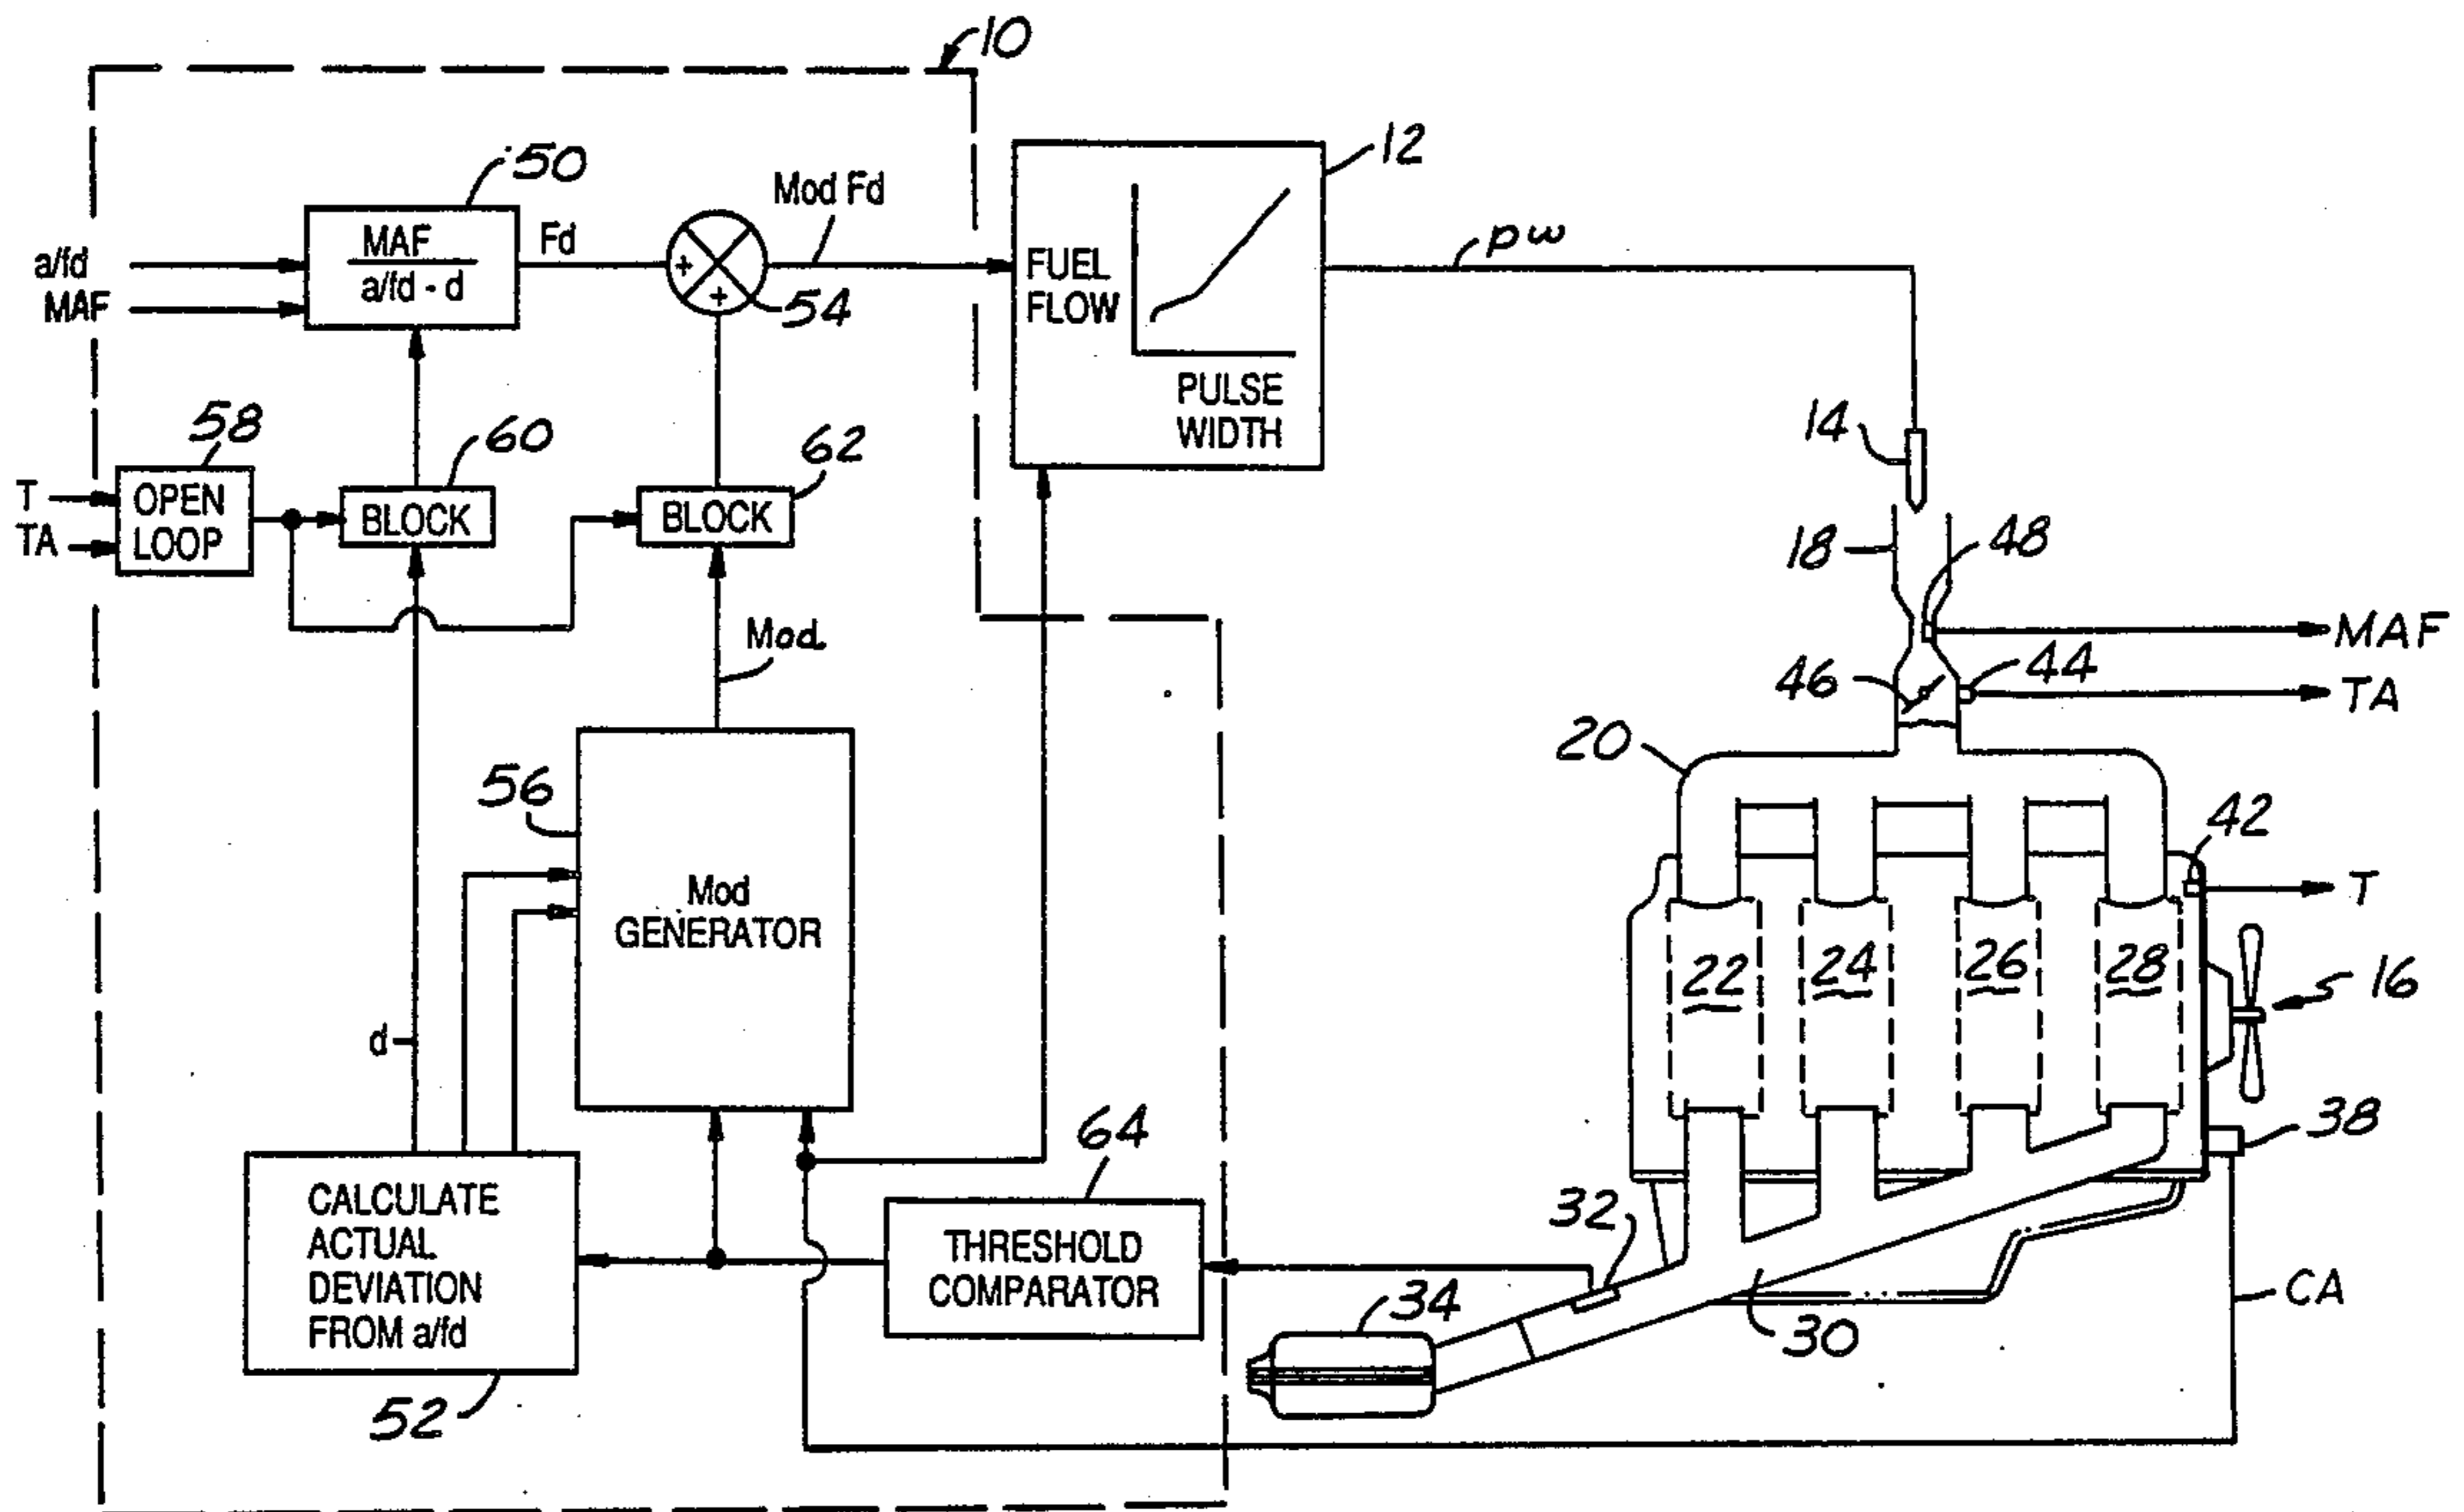 10
50
12
Mod Fd
pw
MAF
a/fd - d
Fd
a/fd
MAF
+
+
54
FUEL
FLOW
PULSE
WIDTH
58
60
62
14
T
TA
OPEN
LOOP
BLOCK
BLOCK
18
48
MAF
Mod
46
44
TA
20
56
42
T
Mod
GENERATOR
22
24
26
28
16
d
38
64
CALCULATE
ACTUAL
DEVIATION
FROM a/fd
THRESHOLD
COMPARATOR
32
34
30
CA
52